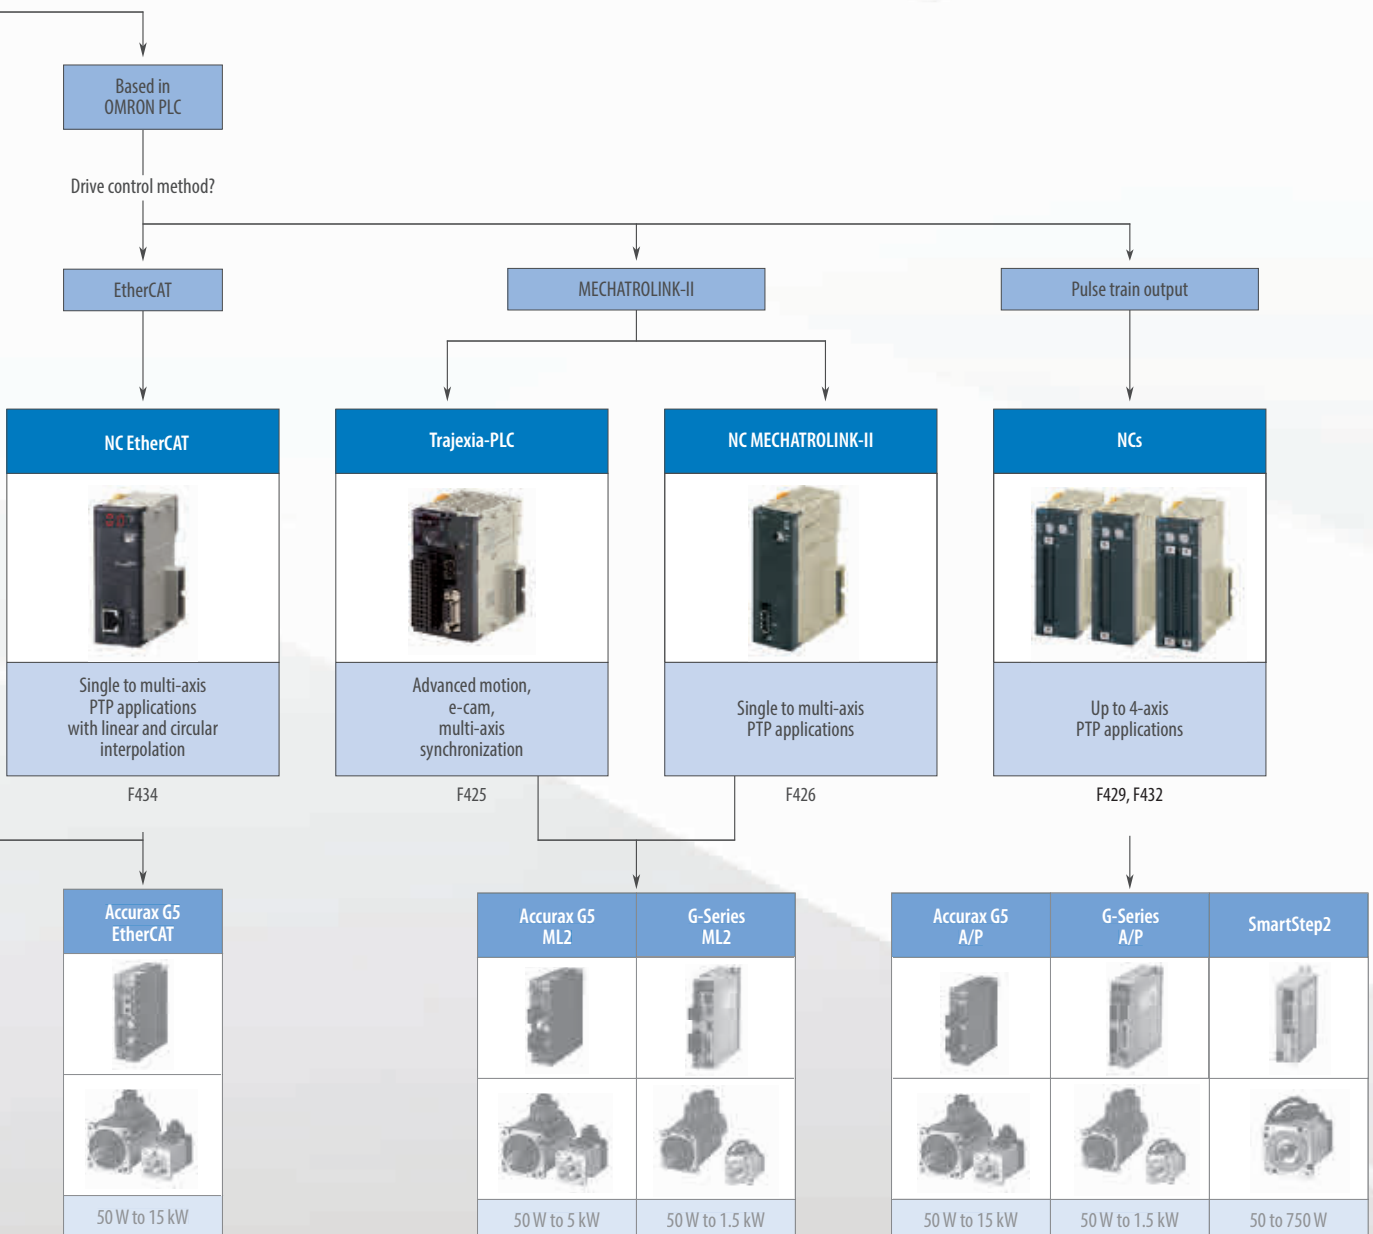 Based in
OMRON PLC
Drive control method?
EtherCAT
MECHATROLINK-II
Pulse train output
NC EtherCAT
Trajexia-PLC
NC MECHATROLINK-II
NCs
Single to multi-axis
PTP applications
with linear and circular
interpolation
Advanced motion,
e-cam,
multi-axis
synchronization
Single to multi-axis
PTP applications
Up to 4-axis
PTP applications
F434
F425
F426
F429, F432
Accurax G5
EtherCAT
Accurax G5
ML2
G-Series
ML2
Accurax G5
A/P
G-Series
A/P
SmartStep2
50 W to 15 kW
50 W to 5 kW
50 W to 1.5 kW
50 W to 15 kW
50 W to 1.5 kW
50 to 750 W